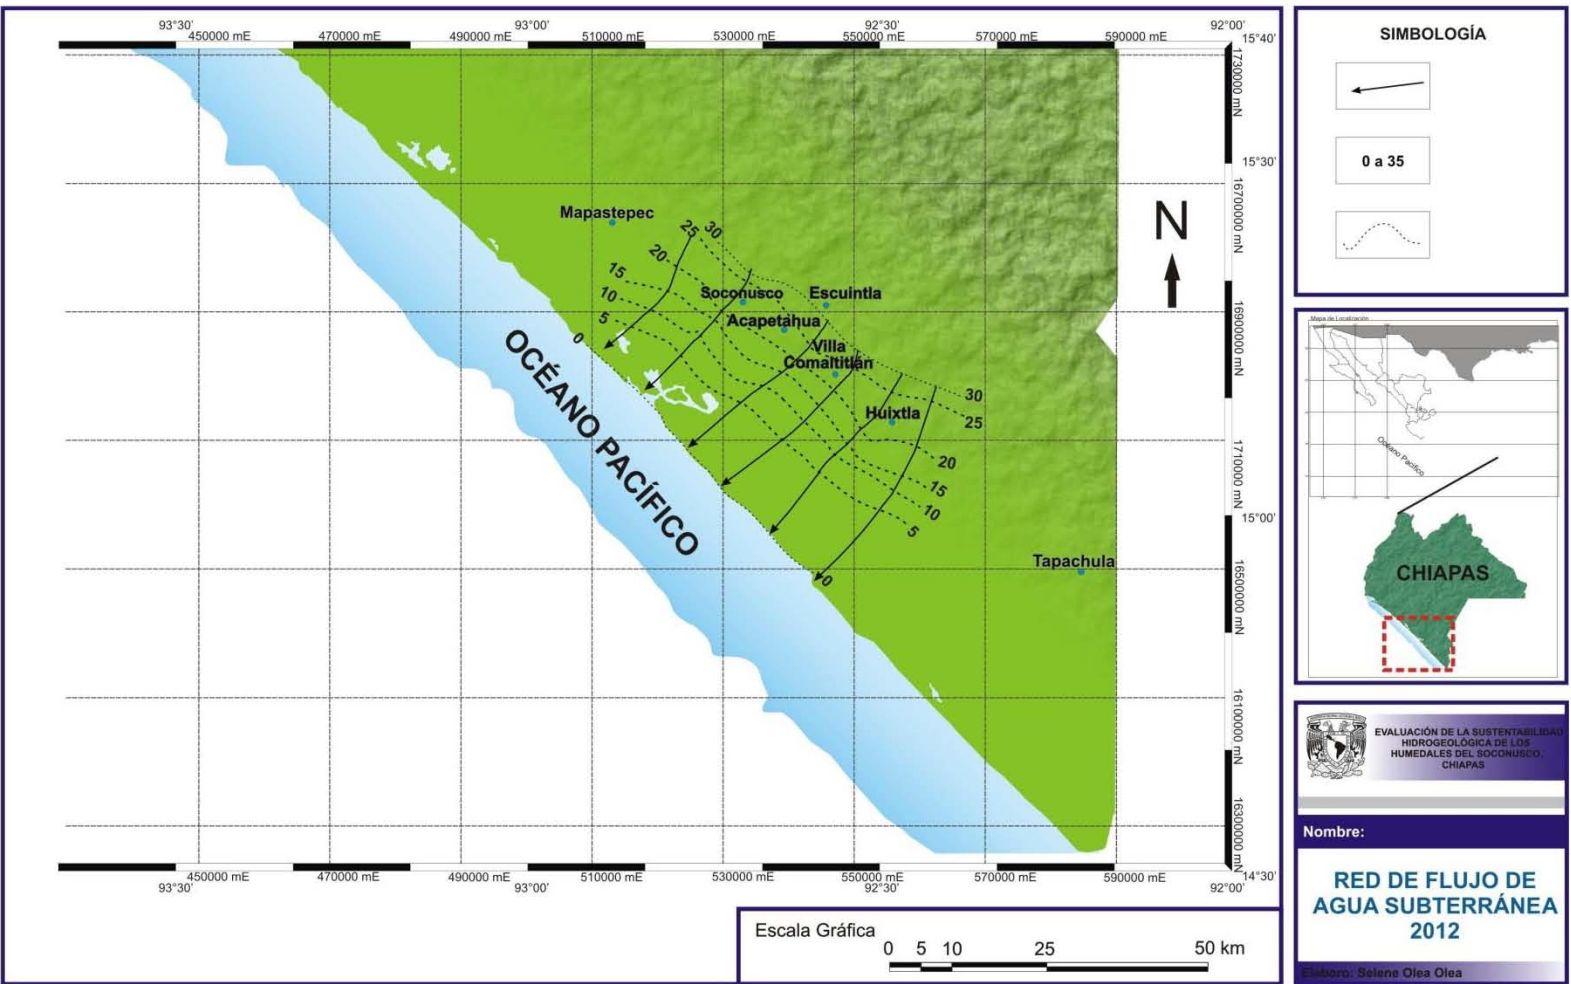 93°30' 93°00' 92°30' 92°00'
450000 mE 470000 mE 490000 mE 510000 mE 530000 mE 550000 mE 570000 mE 590000 mE
15°40'
1730000 mN
15°30'
16700000 mN
16900000 mN
1710000 mN
15°00'
16500000 mN
16100000 mN
16300000 mN
14°30'
Mapastepec
25 30
20
15
10
5
0
Soconusco
Escuintla
Acapetahua
Villa
Comaltitlán
Huixtla
30
25
20
15
10
5
0
Tapachula
OCÉANO PACÍFICO
N
450000 mE 470000 mE 490000 mE 510000 mE 530000 mE 550000 mE 570000 mE 590000 mE
93°30' 93°00' 92°30' 92°00'
Escala Gráfica
0 5 10 25 50 km
SIMBOLOGÍA
0 a 35
Mapa de Localización
Océano Pacífico
CHIAPAS
EVALUACIÓN DE LA SUSTENTABILIDAD
HIDROGEOLÓGICA DE LOS
HUMEDALES DEL SOCONUSCO,
CHIAPAS
Nombre:
RED DE FLUJO DE
AGUA SUBTERRÁNEA
2012
Elaboró: Selene Olea Olea